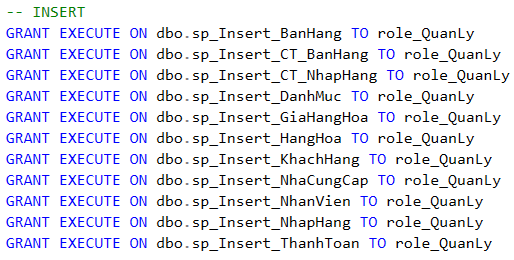 -- INSERT
GRANT EXECUTE ON dbo.sp_Insert_BanHang TO role_QuanLy
GRANT EXECUTE ON dbo.sp_Insert_CT_BanHang TO role_QuanLy
GRANT EXECUTE ON dbo.sp_Insert_CT_NhapHang TO role_QuanLy
GRANT EXECUTE ON dbo.sp_Insert_DanhMuc TO role_QuanLy
GRANT EXECUTE ON dbo.sp_Insert_GiaHangHoa TO role_QuanLy
GRANT EXECUTE ON dbo.sp_Insert_HangHoa TO role_QuanLy
GRANT EXECUTE ON dbo.sp_Insert_KhachHang TO role_QuanLy
GRANT EXECUTE ON dbo.sp_Insert_NhaCungCap TO role_QuanLy
GRANT EXECUTE ON dbo.sp_Insert_NhanVien TO role_QuanLy
GRANT EXECUTE ON dbo.sp_Insert_NhapHang TO role_QuanLy
GRANT EXECUTE ON dbo.sp_Insert_ThanhToan TO role_QuanLy